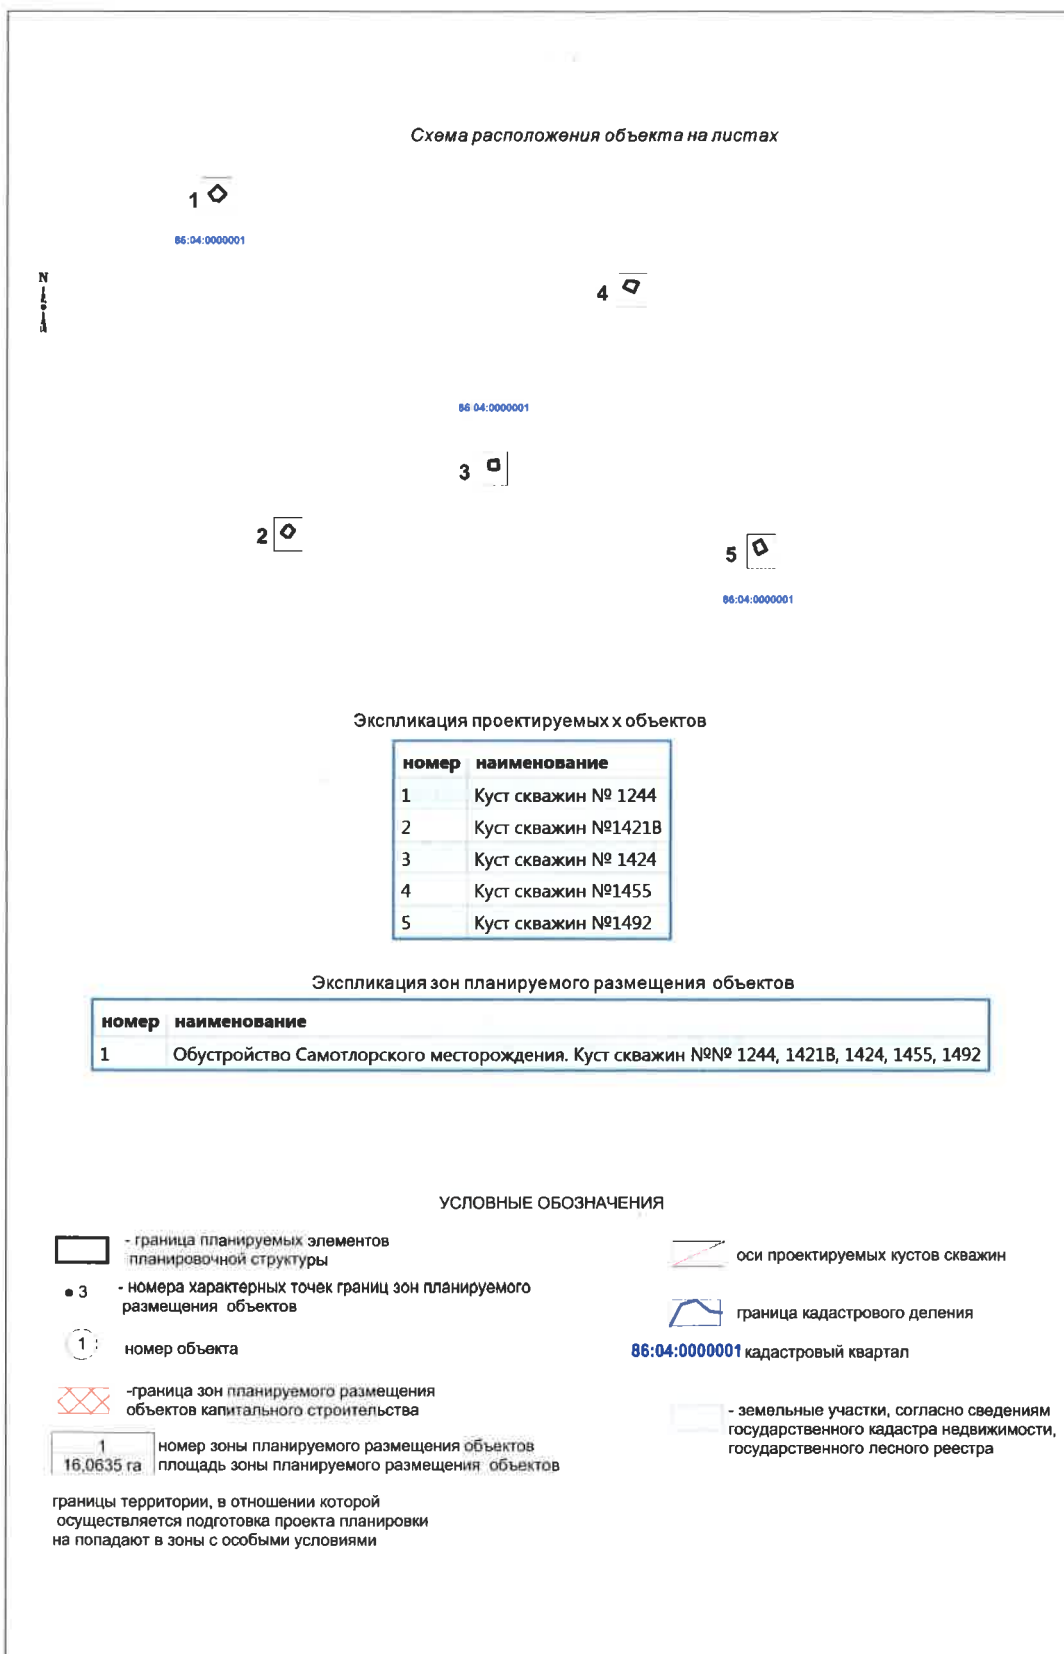 Схема расположения объекта на листах
1
86:04:0000001
N
4
86 04:0000001
3
2
5
86:04:0000001
Экспликация проектируемых х объектов
номер наименование
1 Куст скважин № 1244
2 Куст скважин №1421В
3 Куст скважин № 1424
4 Куст скважин №1455
5 Куст скважин №1492
Экспликация зон планируемого размещения объектов
номер наименование
1 Обустройство Самотлорского месторождения. Куст скважин №№ 1244, 1421В, 1424, 1455, 1492
УСЛОВНЫЕ ОБОЗНАЧЕНИЯ
- граница планируемых элементов
планировочной структуры
• 3 - номера характерных точек границ зон планируемого
размещения объектов
1 номер объекта
-граница зон планируемого размещения
объектов капитального строительства
1 номер зоны планируемого размещения объектов
16,0635 га площадь зоны планируемого размещения объектов
границы территории, в отношении которой
осуществляется подготовка проекта планировки
на попадают в зоны с особыми условиями
оси проектируемых кустов скважин
граница кадастрового деления
86:04:0000001 кадастровый квартал
- земельные участки, согласно сведениям
государственного кадастра недвижимости,
государственного лесного реестра